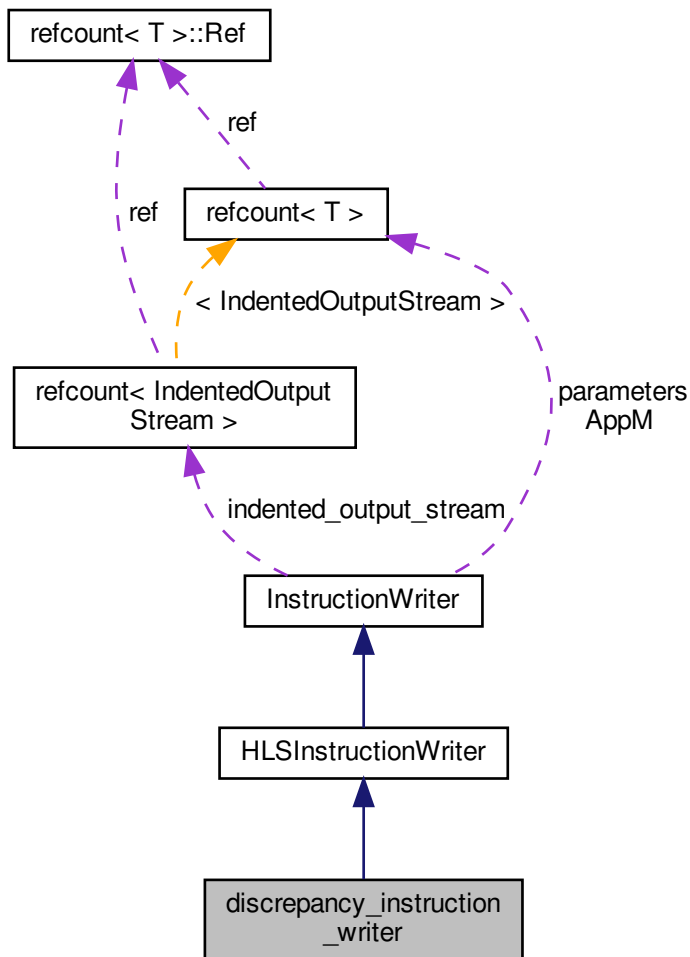 refcount< T >::Ref
ref
refcount< T >
ref
< IndentedOutputStream >
refcount< IndentedOutput
Stream >
parameters
AppM
indented_output_stream
InstructionWriter
HLSInstructionWriter
discrepancy_instruction
_writer